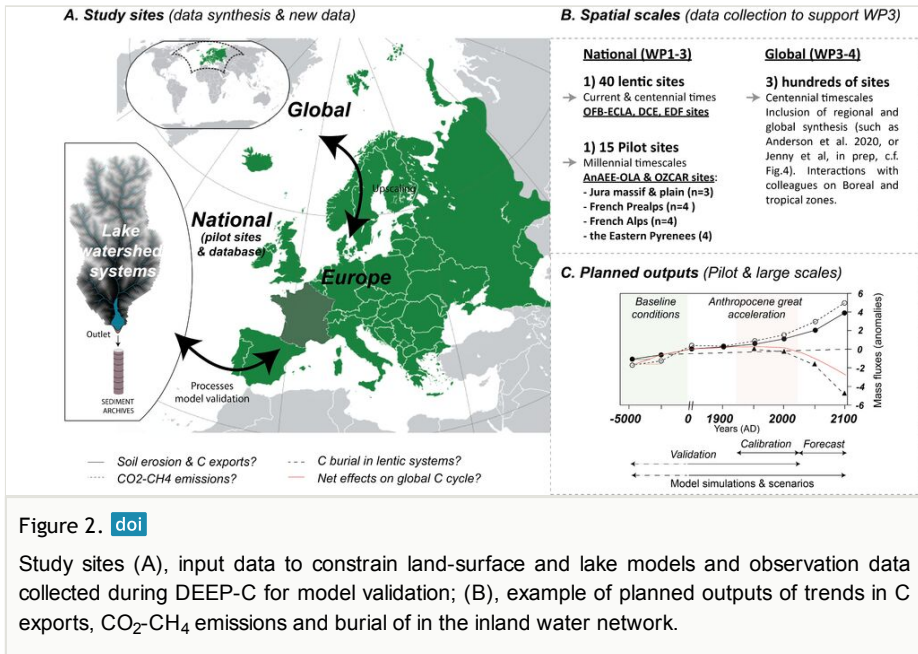 A. Study sites (data synthesis & new data)
Global
Upscaling
National
(pilot sites
& database)
Europe
Lake
watershed
systems
Outlet
SEDIMENT
ARCHIVES
Processes
model validation
Soil erosion & C exports?
CO2-CH4 emissions?
C burial in lentic systems?
Net effects on global C cycle?
B. Spatial scales (data collection to support WP3)
National (WP1-3)
1) 40 lentic sites
Current & centennial times
OFB-ECLA, DCE, EDF sites
1) 15 Pilot sites
Millennial timescales
AnAEE-OLA & OZCAR sites:
- Jura massif & plain (n=3)
- French Prealps (n=4 )
- French Alps (n=4)
- the Eastern Pyrenees (4)
Global (WP3-4)
3) hundreds of sites
Centennial timescales
Inclusion of regional and
global synthesis (such as
Anderson et al. 2020, or
Jenny et al, in prep, c.f.
Fig.4). Interactions with
colleagues on Boreal and
tropical zones.
C. Planned outputs (Pilot & large scales)
Baseline
conditions
Anthropocene great
acceleration
6
4
2
0
-2
-4
-6
Mass fluxes (anomalies)
-5000 0 1900 2000 2100
Years (AD)
Calibration Forecast
Validation
Model simulations & scenarios
Figure 2. doi
Study sites (A), input data to constrain land-surface and lake models and observation data
collected during DEEP-C for model validation; (B), example of planned outputs of trends in C
exports, CO2-CH4 emissions and burial of in the inland water network.